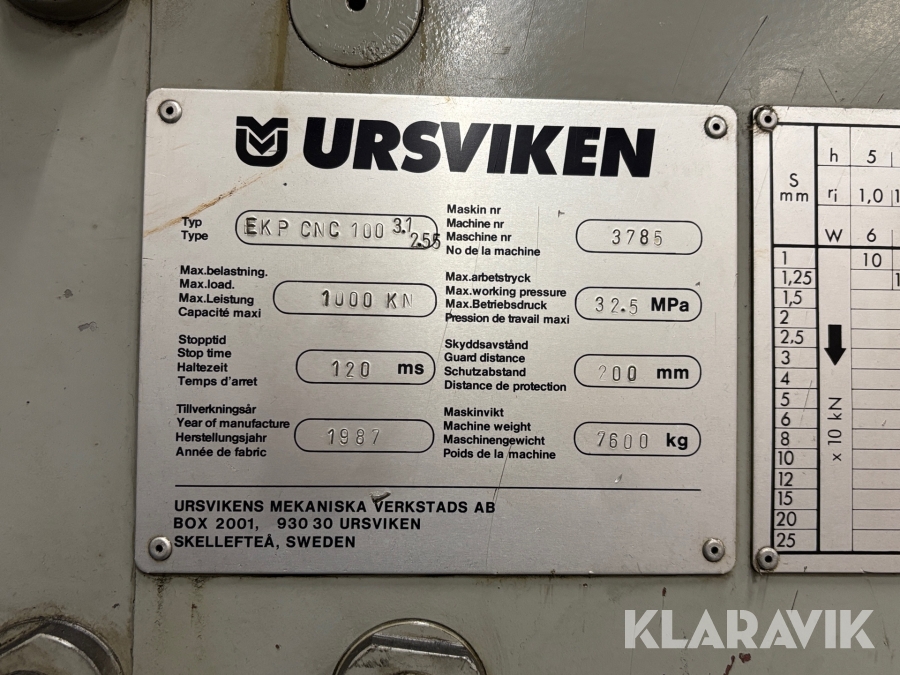 URSVIKEN
Typ
Type
EKP CNC 100 3.1
2.55
Maskin nr
Machine nr
Maschine nr
No de la machine
3785
Max.belastning.
Max.load.
Max.Leistung
Capacité maxi
1000 KN
Max.arbetstryck
Max.working pressure
Max.Betriebsdruck
Pression de travail maxi
32.5 MPa
Stopptid
Stop time
Haltezeit
Temps d'arret
120 ms
Skyddsavstånd
Guard distance
Schutzabstand
Distance de protection
200 mm
Tillverkningsår
Year of manufacture
Herstellungsjahr
Année de fabric
1987
Maskinvikt
Machine weight
Maschinengewicht
Poids de la machine
7600 kg
URSVIKENS MEKANISKA VERKSTADS AB
BOX 2001, 930 30 URSVIKEN
SKELLEFTEÅ, SWEDEN
S
mm
h 5
ri 1,0
W 6
1 10
1,25
1,5
2
2,5
3
4
5
6
8
10
12
15
20
25
x 10 kN
KLARAVIK